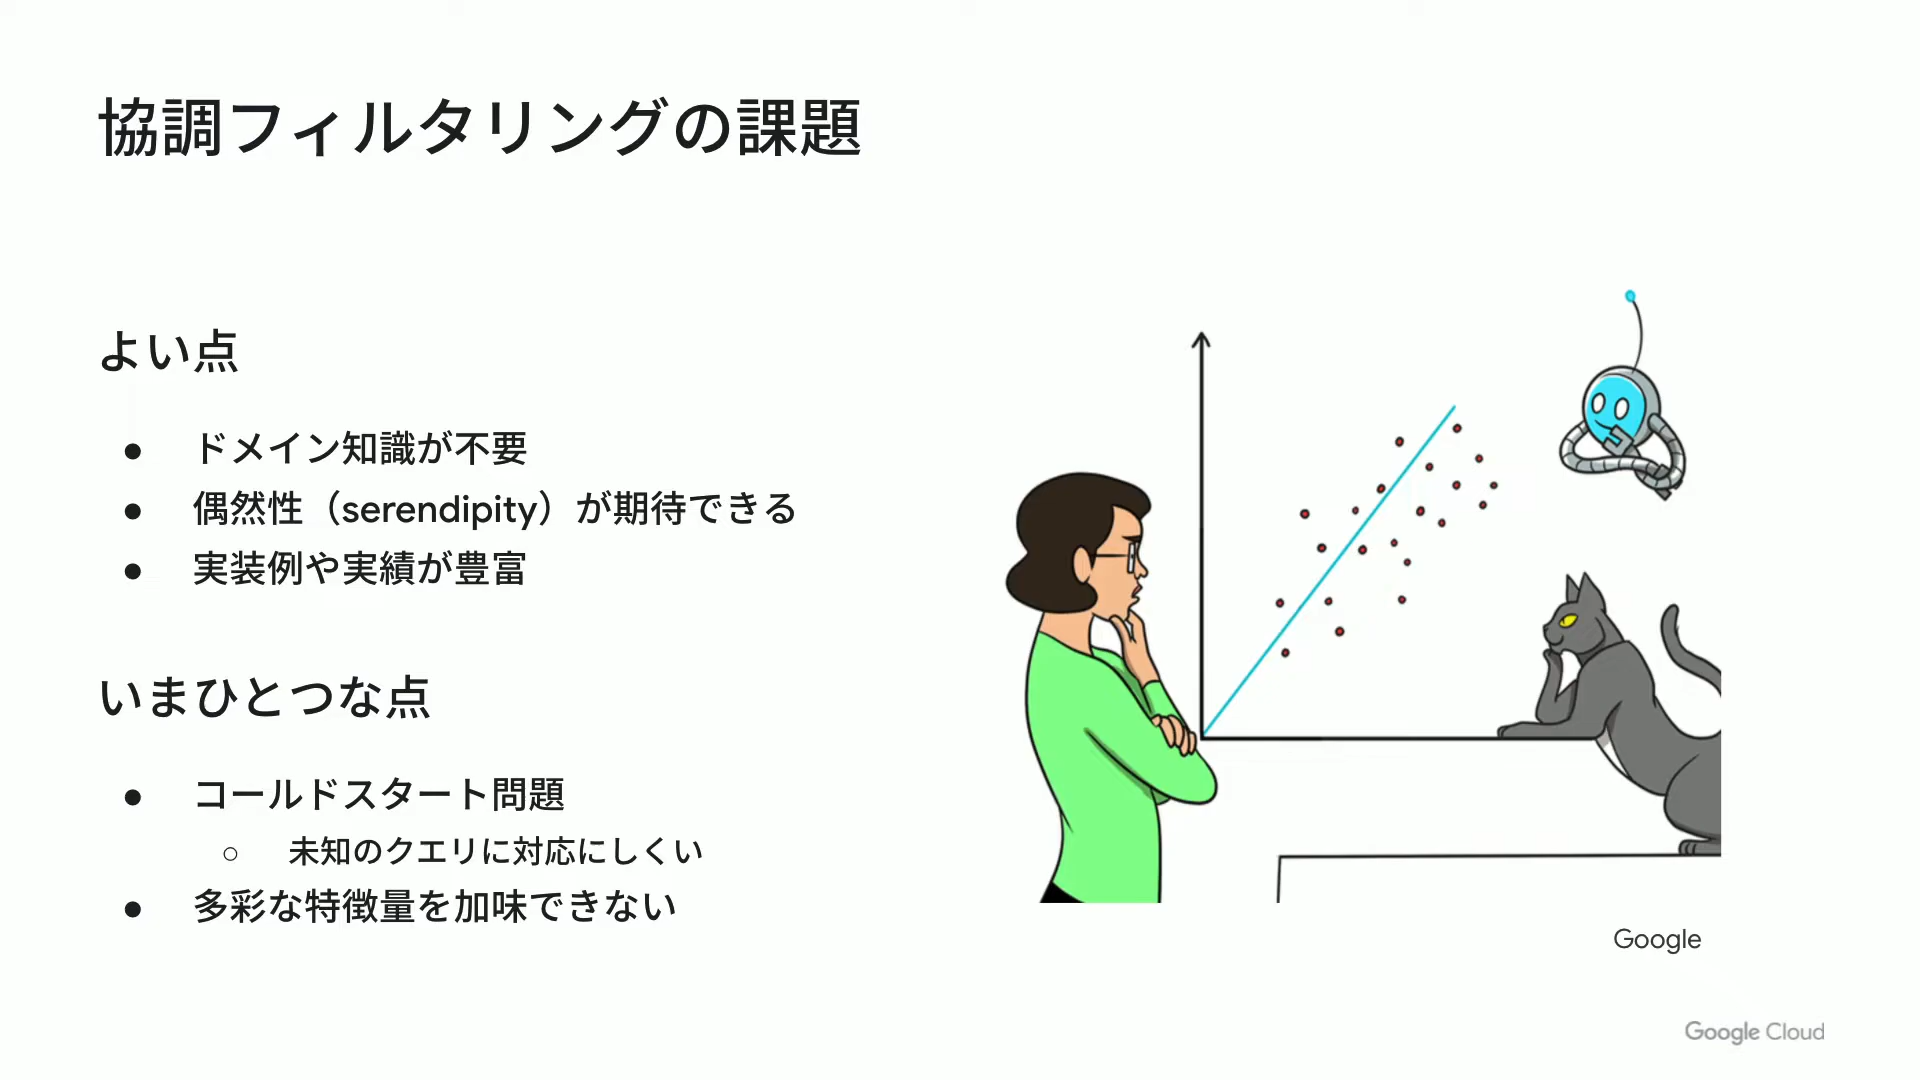 協調フィルタリングの課題
よい点
● ドメイン知識が不要
● 偶然性（serendipity）が期待できる
● 実装例や実績が豊富
いまひとつな点
● コールドスタート問題
○ 未知のクエリに対応にしくい
● 多彩な特徴量を加味できない
Google
Google Cloud